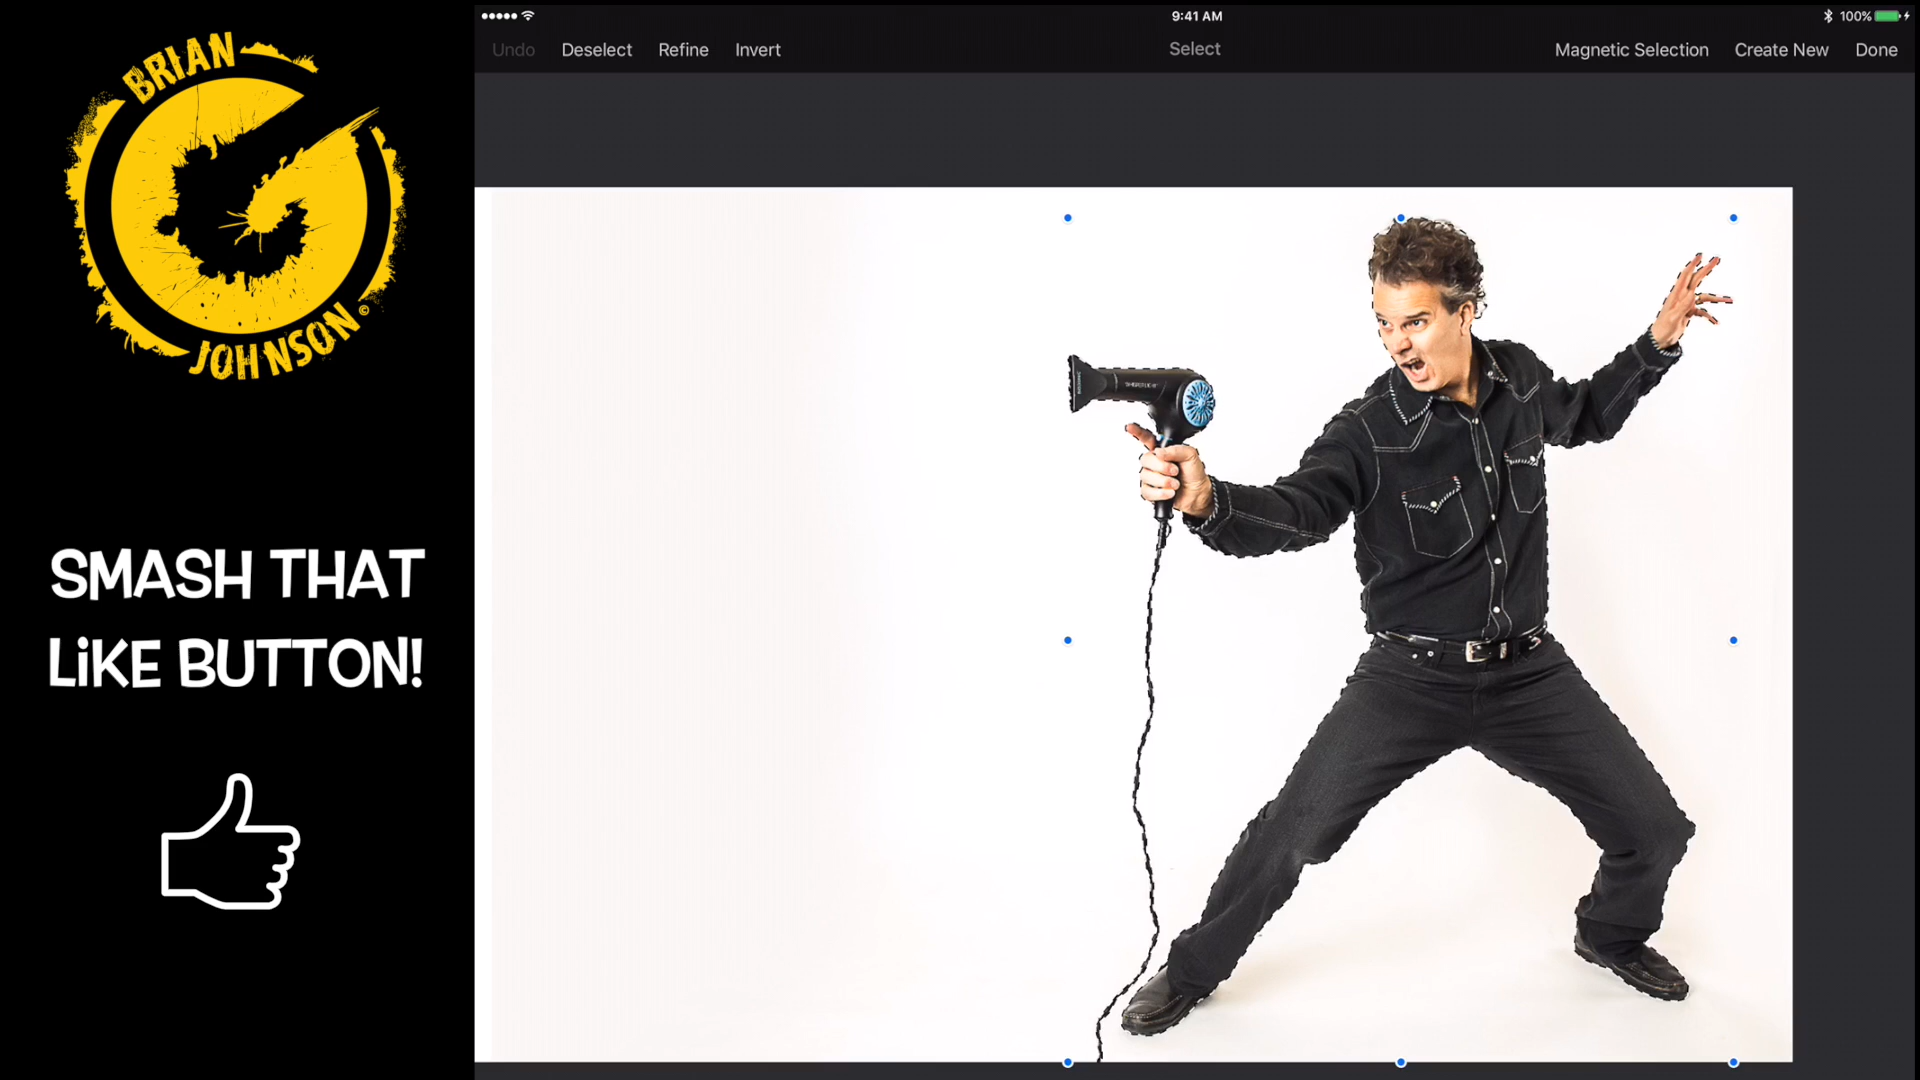 BRIAN
JOHNSON ©
SMASH THAT
LiKE BUTTON!
9:41 AM
100%
Undo
Deselect
Refine
Invert
Select
Magnetic Selection
Create New
Done